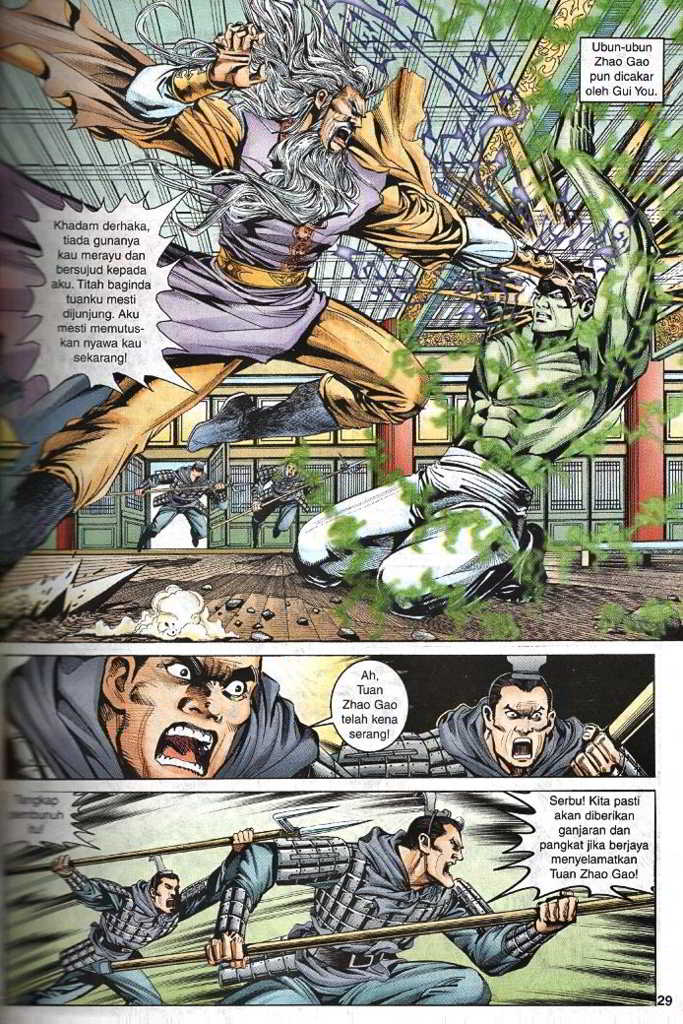 Ubun-ubun
Zhao Gao
pun dicakar
oleh Gui You.
Khadam derhaka,
tiada gunanya
kau merayu dan
bersujud kepada
aku. Titah baginda
tuanku mesti
dijunjung. Aku
mesti memutus-
kan nyawa kau
sekarang!
Ah,
Tuan
Zhao Gao
telah kena
serang!
Tangkap
pembunuh
itu!
Serbu! Kita pasti
akan diberikan
ganjaran dan
pangkat jika berjaya
menyelamatkan
Tuan Zhao Gao!
29